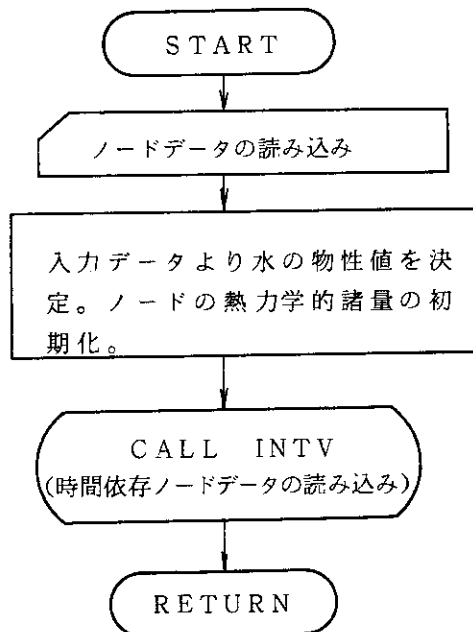 START
ノードデータの読み込み
入力データより水の物性値を決
定。ノードの熱力学的諸量の初
期化。
CALL INTV
(時間依存ノードデータの読み込み)
RETURN